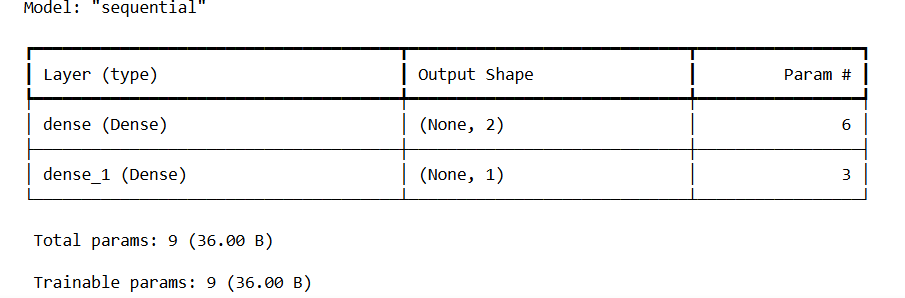 Model: "sequential"
Layer (type) Output Shape Param #
dense (Dense) (None, 2) 6
dense_1 (Dense) (None, 1) 3
Total params: 9 (36.00 B)
Trainable params: 9 (36.00 B)